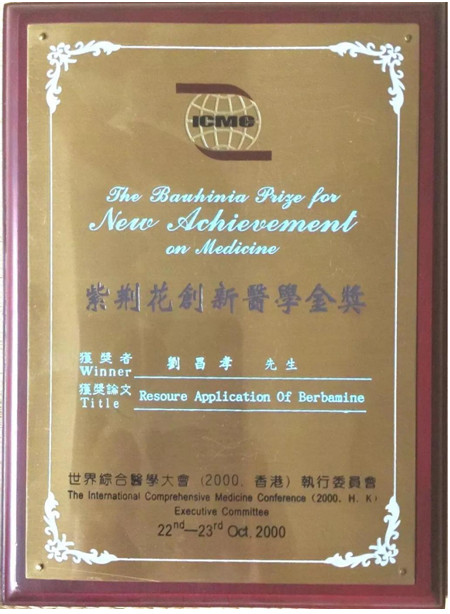 ICMC
The Bauhinia Prize for
New Achievement
on Medicine
紫荆花創新醫學金獎
獲獎者
Winner 劉昌孝 先生
獲獎論文
Title Resoure Application Of Berbamine
世界綜合醫學大會（2000．香港）執行委員會
The International Comprehensive Medicine Conference (2000. H. K)
Executive Committee
22nd—23rd Oct. 2000